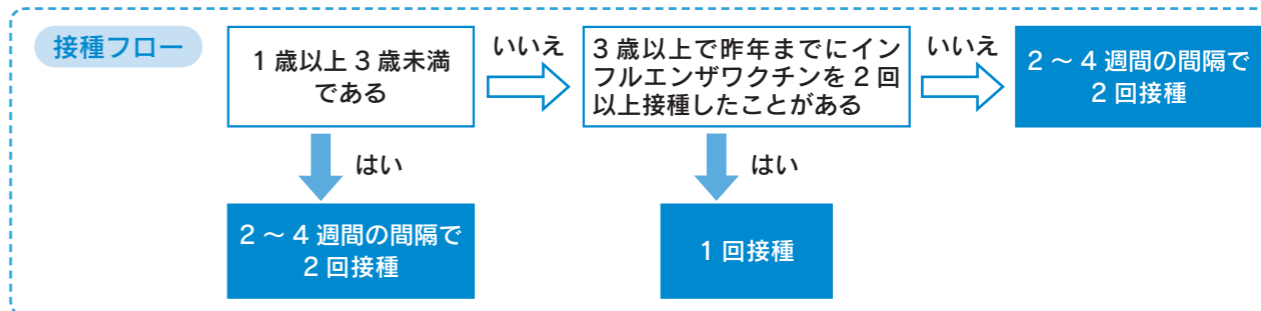 接種フロー
1 歳以上 3 歳未満
である
いいえ
3 歳以上で昨年までにイン
フルエンザワクチンを 2 回
以上接種したことがある
いいえ
2 ～ 4 週間の間隔で
2 回接種
はい
はい
2 ～ 4 週間の間隔で
2 回接種
1 回接種